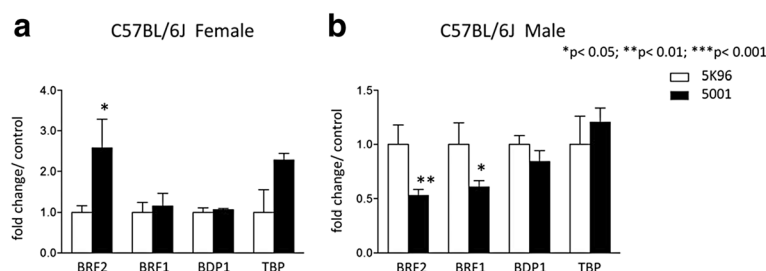 a
C57BL/6J Female
fold change/ control
4.0
3.0
2.0
1.0
0.0
*
BRF2 BRF1 BDP1 TBP
b
C57BL/6J Male
*p< 0.05; **p< 0.01; ***p< 0.001
5K96
5001
fold change/ control
1.5
1.0
0.5
0.0
**
*
BRF2 BRF1 BDP1 TBP